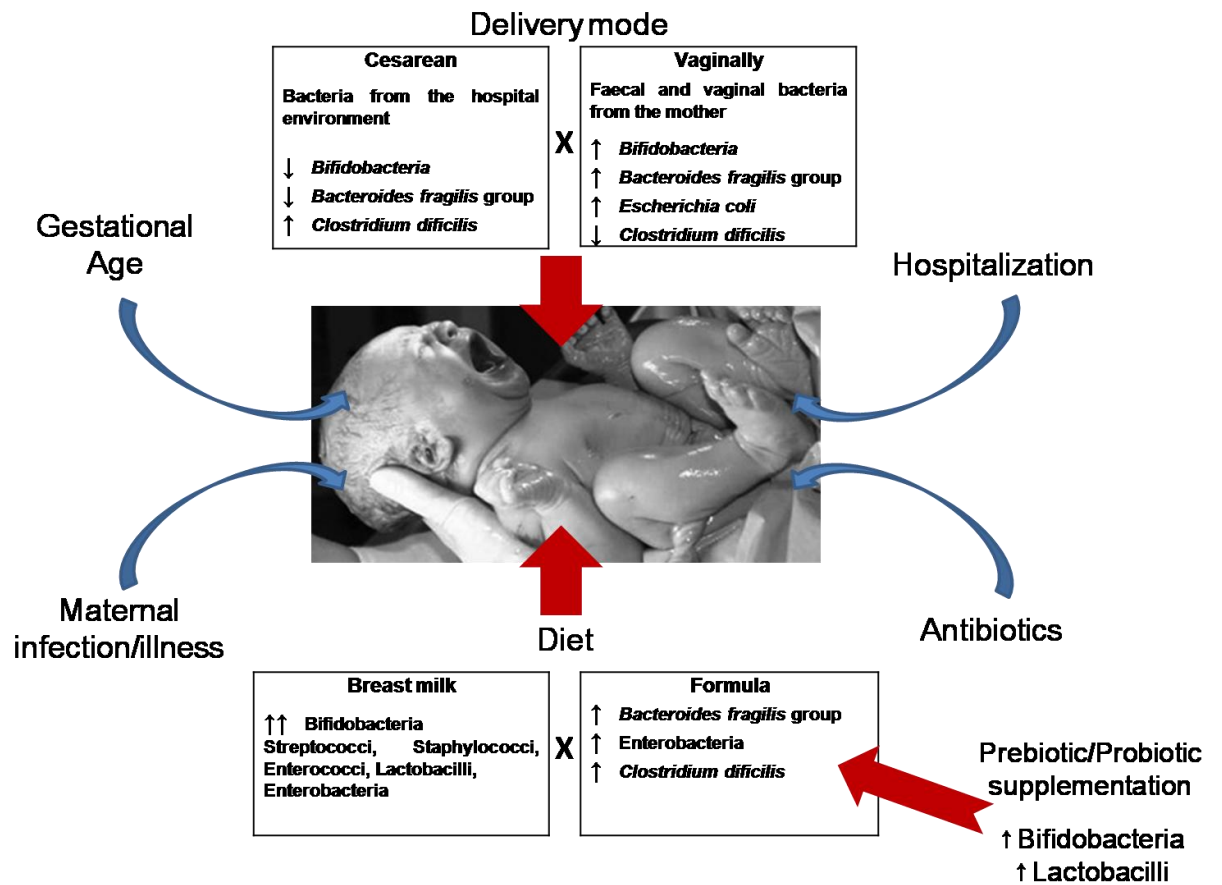 Delivery mode
Cesarean
Bacteria from the hospital
environment
↓ Bifidobacteria
↓ Bacteroides fragilis group
↑ Clostridium dificilis
X
Vaginally
Faecal and vaginal bacteria
from the mother
↑ Bifidobacteria
↑ Bacteroides fragilis group
↑ Escherichia coli
↓ Clostridium dificilis
Gestational
Age
Hospitalization
Maternal
infection/illness
Antibiotics
Diet
Breast milk
↑↑ Bifidobacteria
Streptococci, Staphylococci,
Enterococci, Lactobacilli,
Enterobacteria
X
Formula
↑ Bacteroides fragilis group
↑ Enterobacteria
↑ Clostridium dificilis
Prebiotic/Probiotic
supplementation
↑ Bifidobacteria
↑ Lactobacilli